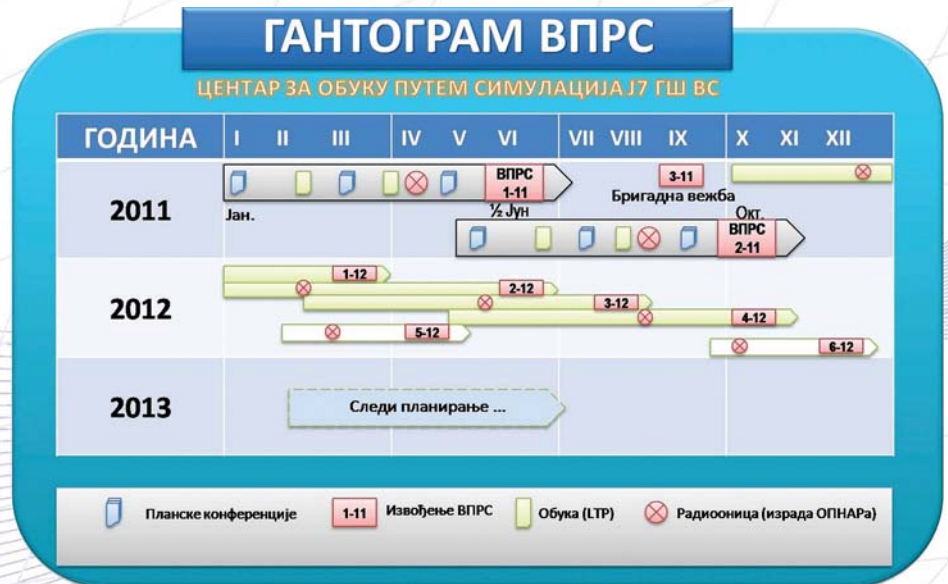 ГАНТОГРАМ ВПРС
ЦЕНТАР ЗА ОБУКУ ПУТЕМ СИМУЛАЦИЈА Ј7 ГШ ВС
ГОДИНА I II III IV V VI VII VIII IX X XI XII
2011
ВПРС
1-11
3-11
Бригадна вежба
Јан.
½ Јун
Окт.
ВПРС
2-11
2012
1-12
2-12
3-12
4-12
5-12
6-12
2013
Следи планирање ...
Планске конференције
1-11
Извођење ВПРС
Обука (LTP)
Радиооница (израда ОПНАРа)